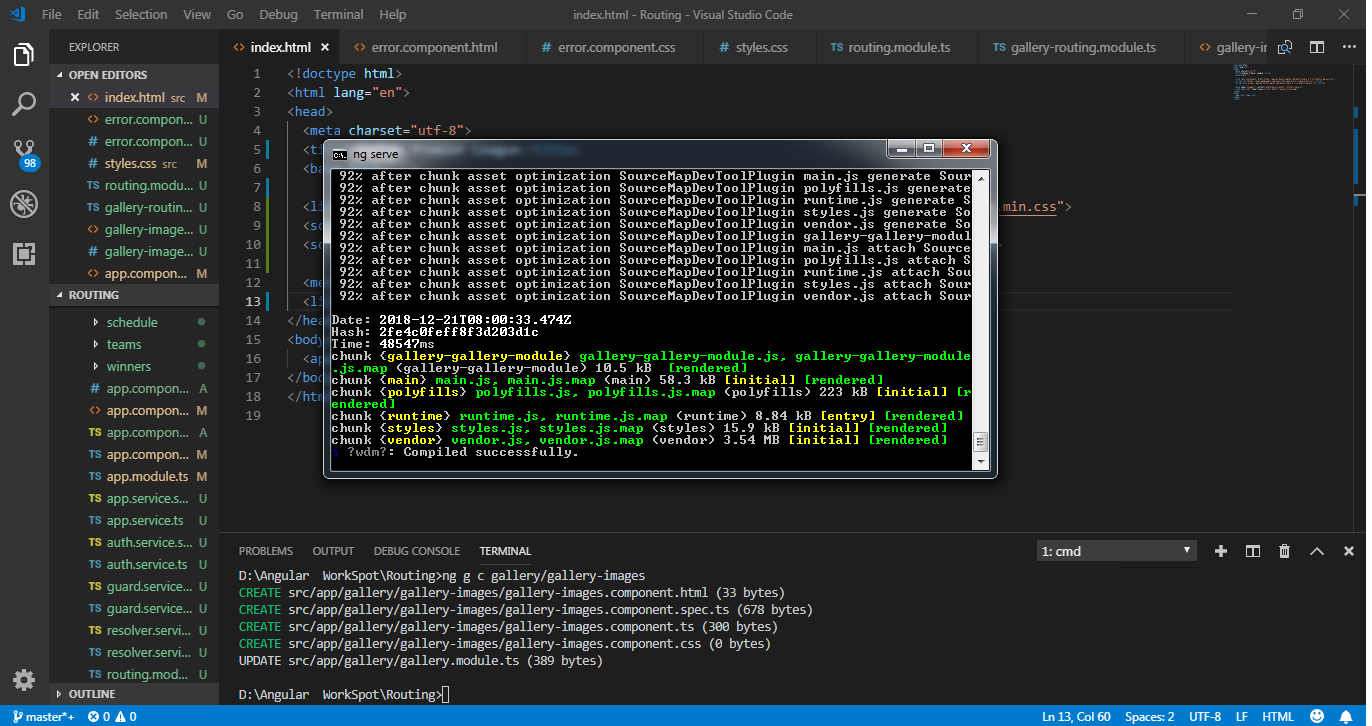 File Edit Selection View Go Debug Terminal Help
index.html - Routing - Visual Studio Code
EXPLORER
OPEN EDITORS
index.html src M
error.compon... U
error.compon... U
styles.css src M
routing.modu... U
gallery-routin... U
gallery-image... U
gallery-image... U
app.compon... M
ROUTING
schedule
teams
winners
app.compon... A
app.compon... M
app.compon... A
app.compon... M
app.module.ts M
app.service.s... U
app.service.ts U
auth.service.s... U
auth.service.ts U
guard.service... U
guard.service... U
resolver.servi... U
resolver.servi... U
routing.mod... U
OUTLINE
98
index.html
error.component.html
error.component.css
styles.css
routing.module.ts
gallery-routing.module.ts
gallery-i
1 <!doctype html>
2 <html lang="en">
3 <head>
4 <meta charset="utf-8">
5 <ti
6 <ba
7
8 <li .min.css">
9 <sc
10 <sc
11
12 <me
13 <li
14 </hea
15 <body
16 <ap
17 </bod
18 </htm
19
ng serve
92% after chunk asset optimization SourceMapDevToolPlugin main.js generate Sour
92% after chunk asset optimization SourceMapDevToolPlugin polyfills.js generate
92% after chunk asset optimization SourceMapDevToolPlugin runtime.js generate S
92% after chunk asset optimization SourceMapDevToolPlugin styles.js generate So
92% after chunk asset optimization SourceMapDevToolPlugin vendor.js generate So
92% after chunk asset optimization SourceMapDevToolPlugin gallery-gallery-modul
92% after chunk asset optimization SourceMapDevToolPlugin main.js attach Source
92% after chunk asset optimization SourceMapDevToolPlugin polyfills.js attach S
92% after chunk asset optimization SourceMapDevToolPlugin runtime.js attach Sou
92% after chunk asset optimization SourceMapDevToolPlugin styles.js attach Sour
92% after chunk asset optimization SourceMapDevToolPlugin vendor.js attach Sour
Date: 2018-12-21T08:00:33.474Z
Hash: 2fe4c0feff8f3d203d1c
Time: 48547ms
chunk {gallery-gallery-module} gallery-gallery-module.js, gallery-gallery-module
.js.map (gallery-gallery-module) 10.5 kB [rendered]
chunk {main} main.js, main.js.map (main) 58.3 kB [initial] [rendered]
chunk {polyfills} polyfills.js, polyfills.js.map (polyfills) 223 kB [initial] [r
endered]
chunk {runtime} runtime.js, runtime.js.map (runtime) 8.84 kB [entry] [rendered]
chunk {styles} styles.js, styles.js.map (styles) 15.9 kB [initial] [rendered]
chunk {vendor} vendor.js, vendor.js.map (vendor) 3.54 MB [initial] [rendered]
i ?wdm?: Compiled successfully.
PROBLEMS OUTPUT DEBUG CONSOLE TERMINAL
1: cmd
D:\Angular WorkSpot\Routing>ng g c gallery/gallery-images
CREATE src/app/gallery/gallery-images/gallery-images.component.html (33 bytes)
CREATE src/app/gallery/gallery-images/gallery-images.component.spec.ts (678 bytes)
CREATE src/app/gallery/gallery-images/gallery-images.component.ts (300 bytes)
CREATE src/app/gallery/gallery-images/gallery-images.component.css (0 bytes)
UPDATE src/app/gallery/gallery.module.ts (389 bytes)
D:\Angular WorkSpot\Routing>
master*+ 0 0
Ln 13, Col 60 Spaces: 2 UTF-8 LF HTML